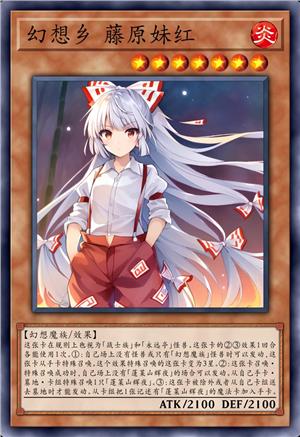 幻想乡 藤原妹红
炎
【幻想魔族/效果】
这张卡在规则上也视为「战士族」和「永远亭」怪兽,这张卡的②③效果1回合
各能使用1次。①:自己场上没有怪兽或只有「幻想魔族」怪兽时可以发动,这
张卡从手卡特殊召唤,这个效果特殊召唤的这张卡变为3星。②:这张卡召唤·
特殊召唤成功时,自己场上没有「蓬莱山辉夜」的场合可以发动,从自己手卡·
墓地·卡组特殊召唤1只「蓬莱山辉夜」。③:这张卡被除外或者从自己卡组送
去墓地时才能发动,从卡组把1张记述有「蓬莱山辉夜」的魔法卡加入手卡。
ATK/2100 DEF/2100